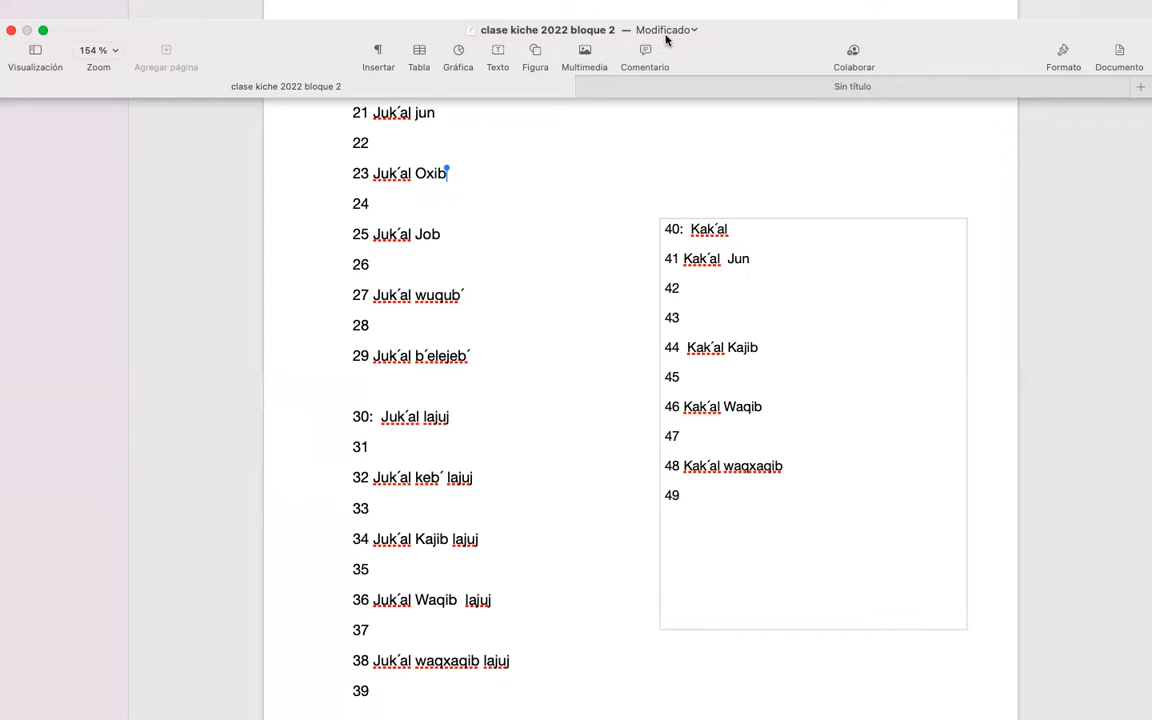 clase kiche 2022 bloque 2 — Modificado
Visualización
154 %
Zoom
Agregar página
Insertar
Tabla
Gráfica
Texto
Figura
Multimedia
Comentario
Colaborar
Formato
Documento
clase kiche 2022 bloque 2
Sin título
21 Juk´al jun
22
23 Juk´al Oxib
24
25 Juk´al Job
26
27 Juk´al wuqub´
28
29 Juk´al b´elejeb´
30: Juk´al lajuj
31
32 Juk´al keb´ lajuj
33
34 Juk´al Kajib lajuj
35
36 Juk´al Waqib lajuj
37
38 Juk´al waqxaqib lajuj
39
40: Kak´al
41 Kak´al Jun
42
43
44 Kak´al Kajib
45
46 Kak´al Waqib
47
48 Kak´al waqxaqib
49